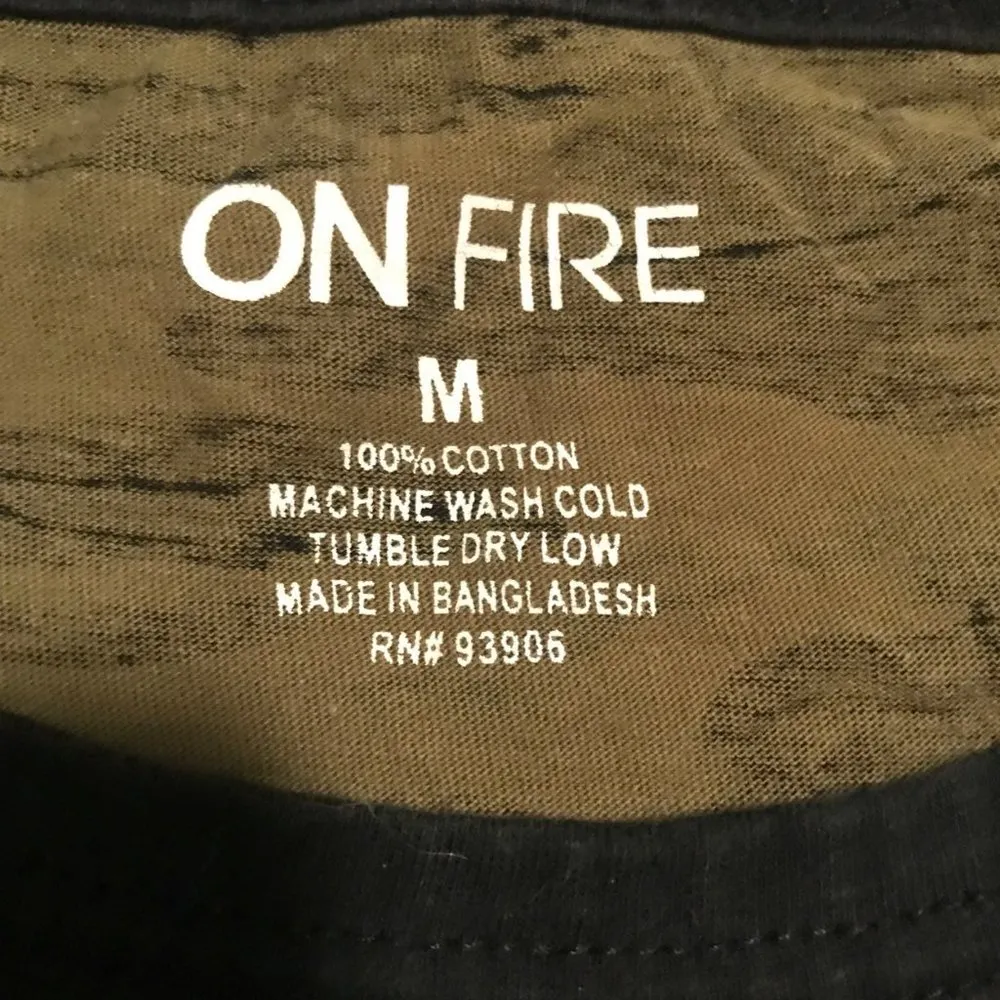 ON FIRE
M
100% COTTON
MACHINE WASH COLD
TUMBLE DRY LOW
MADE IN BANGLADESH
RN# 93906